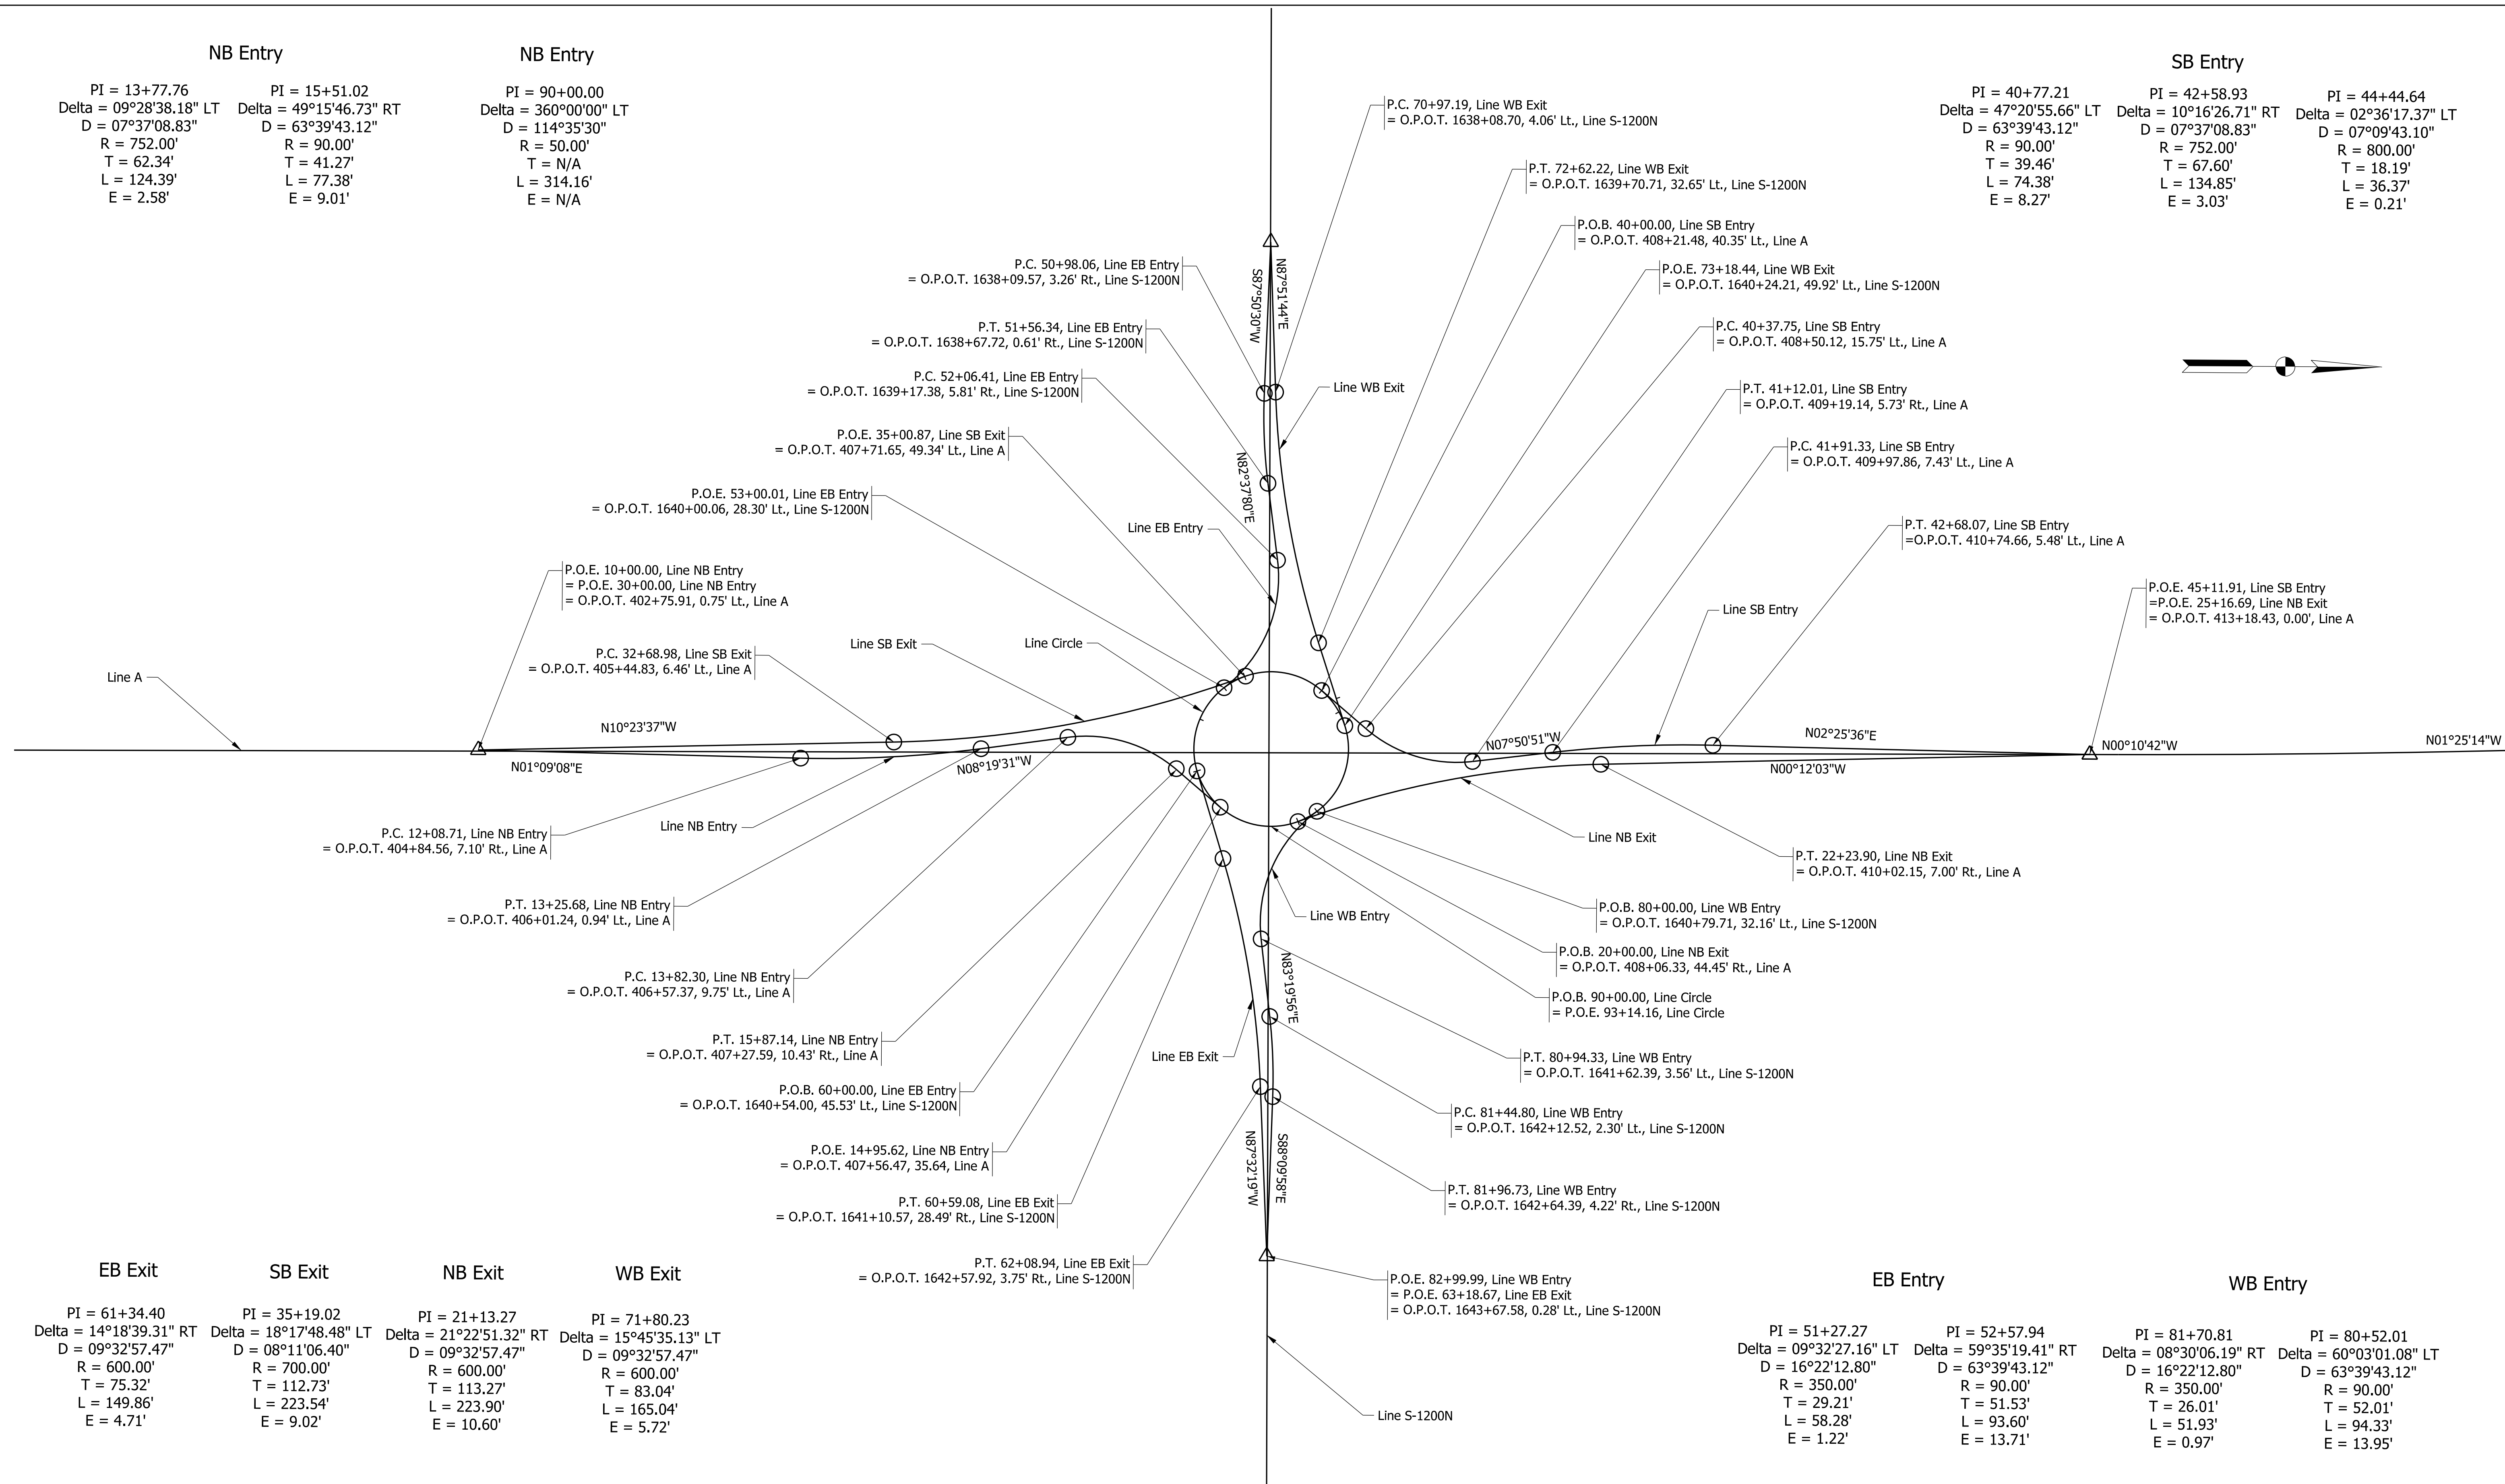 NB Entry
PI = 13+77.76
Delta = 09°28'38.18" LT
D = 07°37'08.83"
R = 752.00'
T = 62.34'
L = 124.39'
E = 2.58'
PI = 15+51.02
Delta = 49°15'46.73" RT
D = 63°39'43.12"
R = 90.00'
T = 41.27'
L = 77.38'
E = 9.01'
NB Entry
PI = 90+00.00
Delta = 360°00'00" LT
D = 114°35'30"
R = 50.00'
T = N/A
L = 314.16'
E = N/A
SB Entry
PI = 40+77.21
Delta = 47°20'55.66" LT
D = 63°39'43.12"
R = 90.00'
T = 39.46'
L = 74.38'
E = 8.27'
PI = 42+58.93
Delta = 10°16'26.71" RT
D = 07°37'08.83"
R = 752.00'
T = 67.60'
L = 134.85'
E = 3.03'
PI = 44+44.64
Delta = 02°36'17.37" LT
D = 07°09'43.10"
R = 800.00'
T = 18.19'
L = 36.37'
E = 0.21'
P.C. 70+97.19, Line WB Exit
= O.P.O.T. 1638+08.70, 4.06' Lt., Line S-1200N
P.T. 72+62.22, Line WB Exit
= O.P.O.T. 1639+70.71, 32.65' Lt., Line S-1200N
P.O.B. 40+00.00, Line SB Entry
= O.P.O.T. 408+21.48, 40.35' Lt., Line A
P.O.E. 73+18.44, Line WB Exit
= O.P.O.T. 1640+24.21, 49.92' Lt., Line S-1200N
P.C. 40+37.75, Line SB Entry
= O.P.O.T. 408+50.12, 15.75' Lt., Line A
P.T. 41+12.01, Line SB Entry
= O.P.O.T. 409+19.14, 5.73' Rt., Line A
P.C. 41+91.33, Line SB Entry
= O.P.O.T. 409+97.86, 7.43' Lt., Line A
P.T. 42+68.07, Line SB Entry
=O.P.O.T. 410+74.66, 5.48' Lt., Line A
P.O.E. 45+11.91, Line SB Entry
=P.O.E. 25+16.69, Line NB Exit
= O.P.O.T. 413+18.43, 0.00', Line A
P.C. 50+98.06, Line EB Entry
= O.P.O.T. 1638+09.57, 3.26' Rt., Line S-1200N
P.T. 51+56.34, Line EB Entry
= O.P.O.T. 1638+67.72, 0.61' Rt., Line S-1200N
P.C. 52+06.41, Line EB Entry
= O.P.O.T. 1639+17.38, 5.81' Rt., Line S-1200N
P.O.E. 35+00.87, Line SB Exit
= O.P.O.T. 407+71.65, 49.34' Lt., Line A
P.O.E. 53+00.01, Line EB Entry
= O.P.O.T. 1640+00.06, 28.30' Lt., Line S-1200N
P.O.E. 10+00.00, Line NB Entry
= P.O.E. 30+00.00, Line NB Entry
= O.P.O.T. 402+75.91, 0.75' Lt., Line A
P.C. 32+68.98, Line SB Exit
= O.P.O.T. 405+44.83, 6.46' Lt., Line A
S87°50'30"W
N87°51'44"E
Line WB Exit
N82°37'80"E
Line EB Entry
Line SB Exit
Line Circle
Line SB Entry
Line A
N10°23'37"W
N01°09'08"E
N08°19'31"W
N07°50'51"W
N02°25'36"E
N00°12'03"W
N00°10'42"W
N01°25'14"W
Line NB Entry
Line NB Exit
P.C. 12+08.71, Line NB Entry
= O.P.O.T. 404+84.56, 7.10' Rt., Line A
P.T. 13+25.68, Line NB Entry
= O.P.O.T. 406+01.24, 0.94' Lt., Line A
P.C. 13+82.30, Line NB Entry
= O.P.O.T. 406+57.37, 9.75' Lt., Line A
P.T. 15+87.14, Line NB Entry
= O.P.O.T. 407+27.59, 10.43' Rt., Line A
P.O.B. 60+00.00, Line EB Entry
= O.P.O.T. 1640+54.00, 45.53' Lt., Line S-1200N
P.O.E. 14+95.62, Line NB Entry
= O.P.O.T. 407+56.47, 35.64, Line A
P.T. 60+59.08, Line EB Exit
= O.P.O.T. 1641+10.57, 28.49' Rt., Line S-1200N
P.T. 62+08.94, Line EB Exit
= O.P.O.T. 1642+57.92, 3.75' Rt., Line S-1200N
P.T. 22+23.90, Line NB Exit
= O.P.O.T. 410+02.15, 7.00' Rt., Line A
P.O.B. 80+00.00, Line WB Entry
= O.P.O.T. 1640+79.71, 32.16' Lt., Line S-1200N
P.O.B. 20+00.00, Line NB Exit
= O.P.O.T. 408+06.33, 44.45' Rt., Line A
P.O.B. 90+00.00, Line Circle
= P.O.E. 93+14.16, Line Circle
P.T. 80+94.33, Line WB Entry
= O.P.O.T. 1641+62.39, 3.56' Lt., Line S-1200N
P.C. 81+44.80, Line WB Entry
= O.P.O.T. 1642+12.52, 2.30' Lt., Line S-1200N
P.T. 81+96.73, Line WB Entry
= O.P.O.T. 1642+64.39, 4.22' Rt., Line S-1200N
P.O.E. 82+99.99, Line WB Entry
= P.O.E. 63+18.67, Line EB Exit
= O.P.O.T. 1643+67.58, 0.28' Lt., Line S-1200N
Line WB Entry
N83°19'56"E
Line EB Exit
N87°32'19"W
S88°09'58"E
Line S-1200N
EB Exit
PI = 61+34.40
Delta = 14°18'39.31" RT
D = 09°32'57.47"
R = 600.00'
T = 75.32'
L = 149.86'
E = 4.71'
SB Exit
PI = 35+19.02
Delta = 18°17'48.48" LT
D = 08°11'06.40"
R = 700.00'
T = 112.73'
L = 223.54'
E = 9.02'
NB Exit
PI = 21+13.27
Delta = 21°22'51.32" RT
D = 09°32'57.47"
R = 600.00'
T = 113.27'
L = 223.90'
E = 10.60'
WB Exit
PI = 71+80.23
Delta = 15°45'35.13" LT
D = 09°32'57.47"
R = 600.00'
T = 83.04'
L = 165.04'
E = 5.72'
EB Entry
PI = 51+27.27
Delta = 09°32'27.16" LT
D = 16°22'12.80"
R = 350.00'
T = 29.21'
L = 58.28'
E = 1.22'
PI = 52+57.94
Delta = 59°35'19.41" RT
D = 63°39'43.12"
R = 90.00'
T = 51.53'
L = 93.60'
E = 13.71'
WB Entry
PI = 81+70.81
Delta = 08°30'06.19" RT
D = 16°22'12.80"
R = 350.00'
T = 26.01'
L = 51.93'
E = 0.97'
PI = 80+52.01
Delta = 60°03'01.08" LT
D = 63°39'43.12"
R = 90.00'
T = 52.01'
L = 94.33'
E = 13.95'